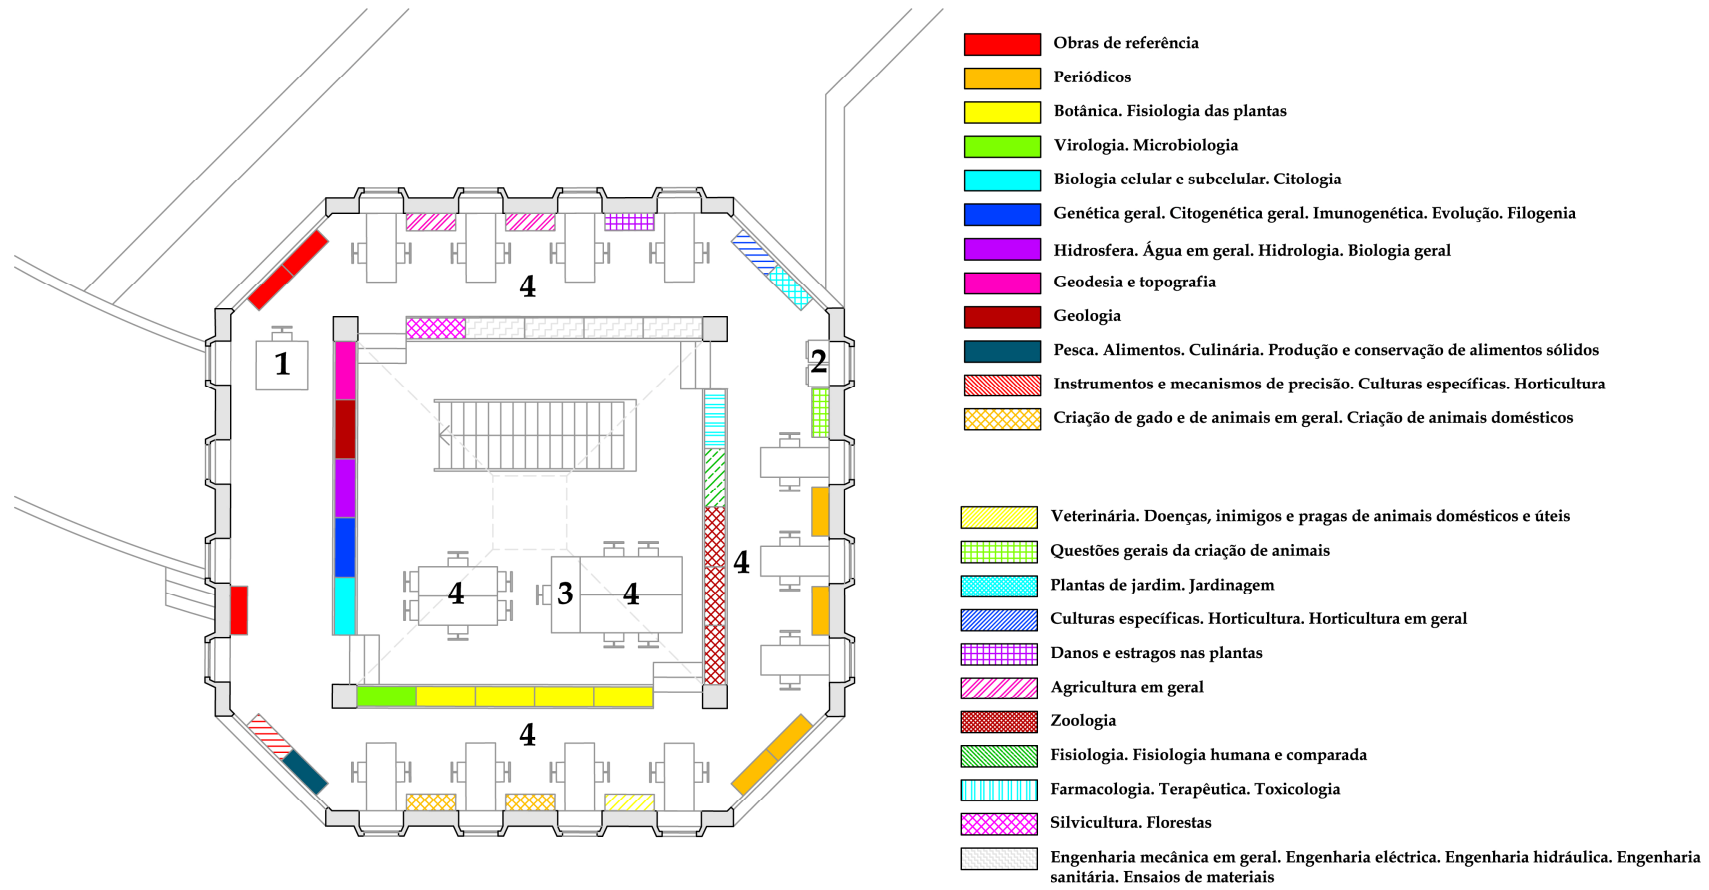 Obras de referência
Periódicos
Botânica. Fisiologia das plantas
Virologia. Microbiologia
Biologia celular e subcelular. Citologia
Genética geral. Citogenética geral. Imunogenética. Evolução. Filogenia
Hidrosfera. Água em geral. Hidrologia. Biologia geral
Geodesia e topografia
Geologia
Pesca. Alimentos. Culinária. Produção e conservação de alimentos sólidos
Instrumentos e mecanismos de precisão. Culturas específicas. Horticultura
Criação de gado e de animais em geral. Criação de animais domésticos
Veterinária. Doenças, inimigos e pragas de animais domésticos e úteis
Questões gerais da criação de animais
Plantas de jardim. Jardinagem
Culturas específicas. Horticultura. Horticultura em geral
Danos e estragos nas plantas
Agricultura em geral
Zoologia
Fisiologia. Fisiologia humana e comparada
Farmacologia. Terapêutica. Toxicologia
Silvicultura. Florestas
Engenharia mecânica em geral. Engenharia eléctrica. Engenharia hidráulica. Engenharia
sanitária. Ensaios de materiais
4
1
2
4
4
3
4
4